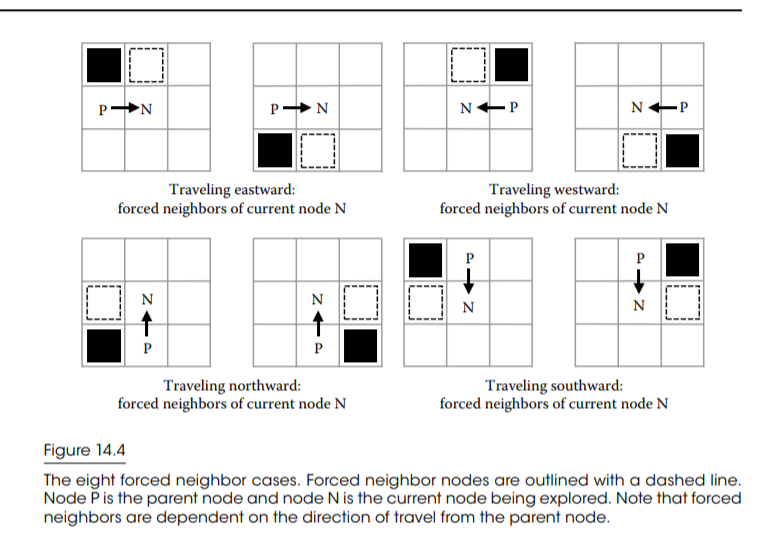 P N
P N
N P
N P
Traveling eastward:
forced neighbors of current node N
Traveling westward:
forced neighbors of current node N
N
P
N
P
P
N
P
N
Traveling northward:
forced neighbors of current node N
Traveling southward:
forced neighbors of current node N
Figure 14.4
The eight forced neighbor cases. Forced neighbor nodes are outlined with a dashed line.
Node P is the parent node and node N is the current node being explored. Note that forced
neighbors are dependent on the direction of travel from the parent node.